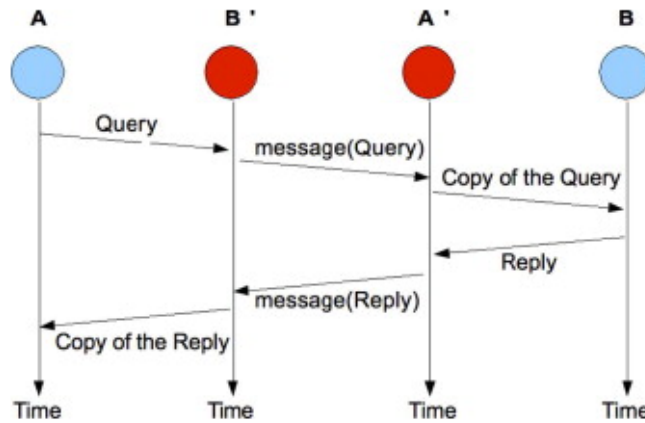 A
B '
A '
B
Query
message(Query)
Copy of the Query
Reply
message(Reply)
Copy of the Reply
Time
Time
Time
Time